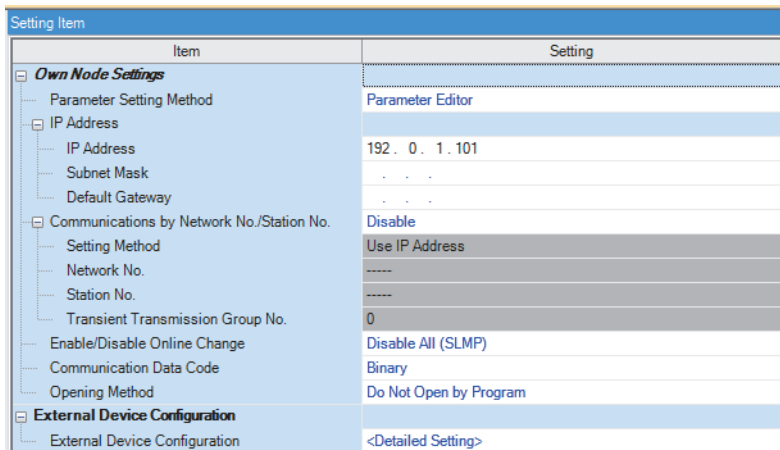 Setting Item
Item Setting
Own Node Settings
Parameter Setting Method Parameter Editor
IP Address
IP Address 192 . 0 . 1 . 101
Subnet Mask . . .
Default Gateway . . .
Communications by Network No./Station No. Disable
Setting Method Use IP Address
Network No. -----
Station No. -----
Transient Transmission Group No. 0
Enable/Disable Online Change Disable All (SLMP)
Communication Data Code Binary
Opening Method Do Not Open by Program
External Device Configuration
External Device Configuration <Detailed Setting>